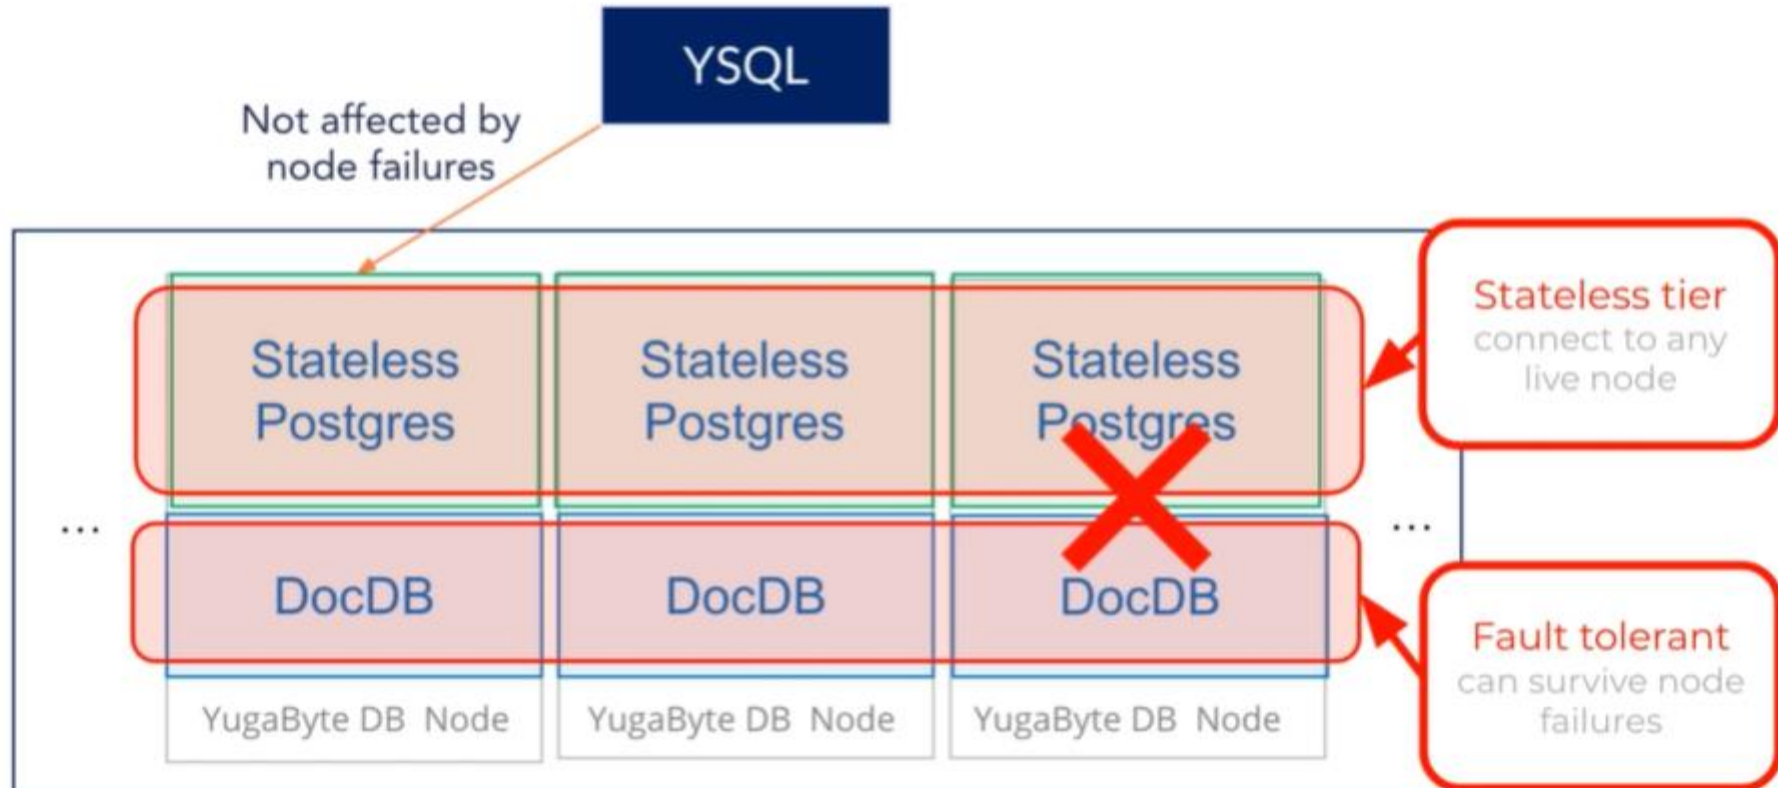 YSQL
Not affected by
node failures
Stateless
Postgres
Stateless
Postgres
Stateless
Postgres
Stateless tier
connect to any
live node
...
...
DocDB
DocDB
DocDB
Fault tolerant
can survive node
failures
YugaByte DB Node
YugaByte DB Node
YugaByte DB Node